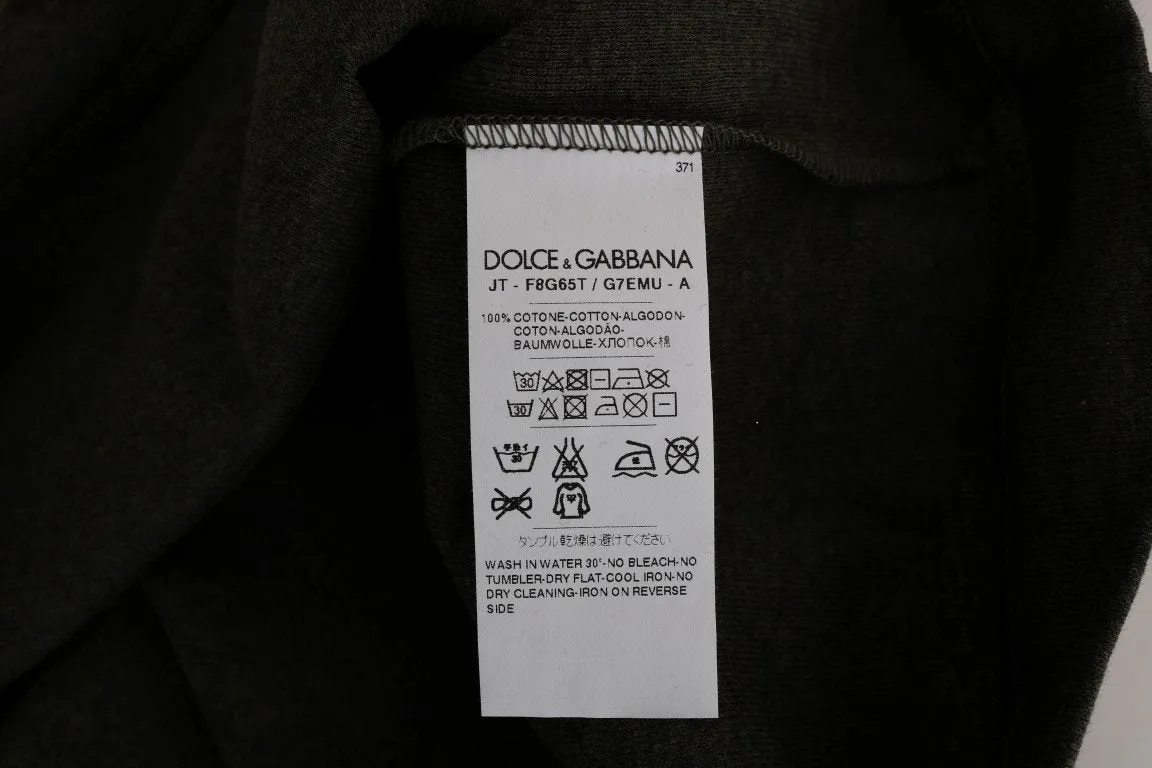 371
DOLCE & GABBANA
JT - F8G65T / G7EMU - A
100% COTONE-COTTON-ALGODON-
COTON-ALGODÃO-
BAUMWOLLE-ХЛОПОК-棉
30
30
30
タンブル乾燥は避けてください
WASH IN WATER 30°-NO BLEACH-NO
TUMBLER-DRY FLAT-COOL IRON-NO
DRY CLEANING-IRON ON REVERSE
SIDE